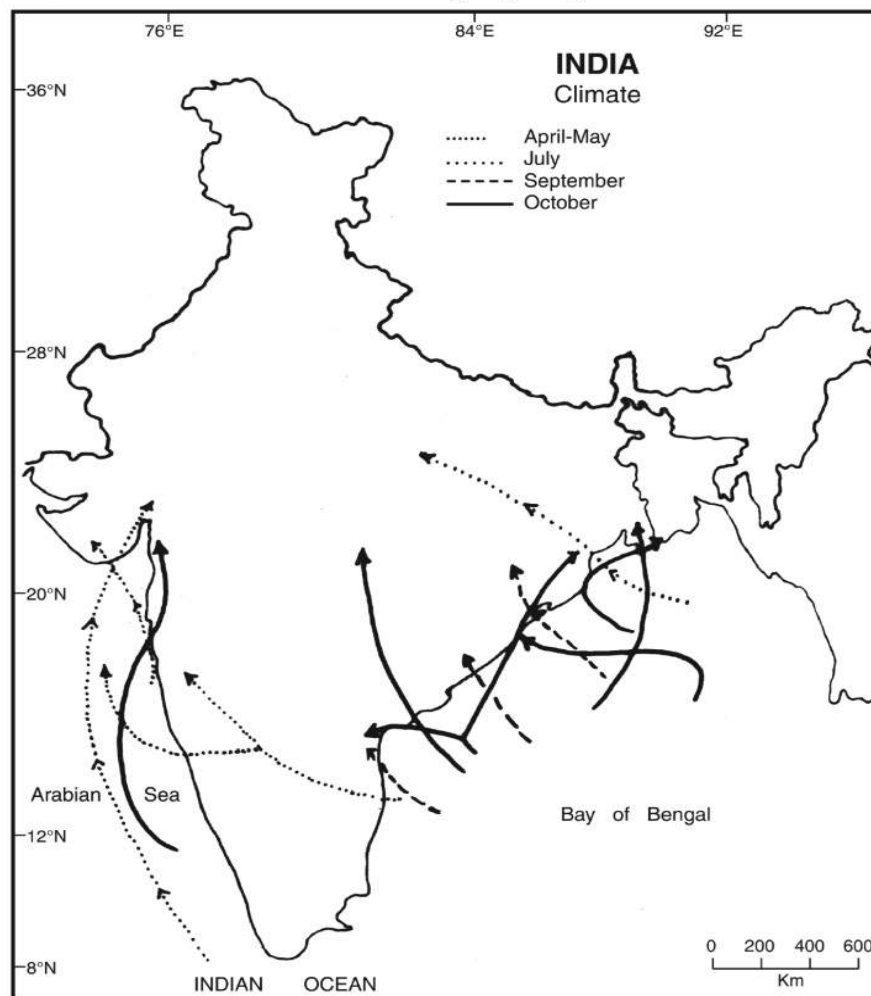 76°E 84°E 92°E
INDIA
Climate
36°N
April-May
July
September
October
28°N
20°N
Arabian Sea
Bay of Bengal
12°N
0 200 400 600
Km
8°N
INDIAN OCEAN